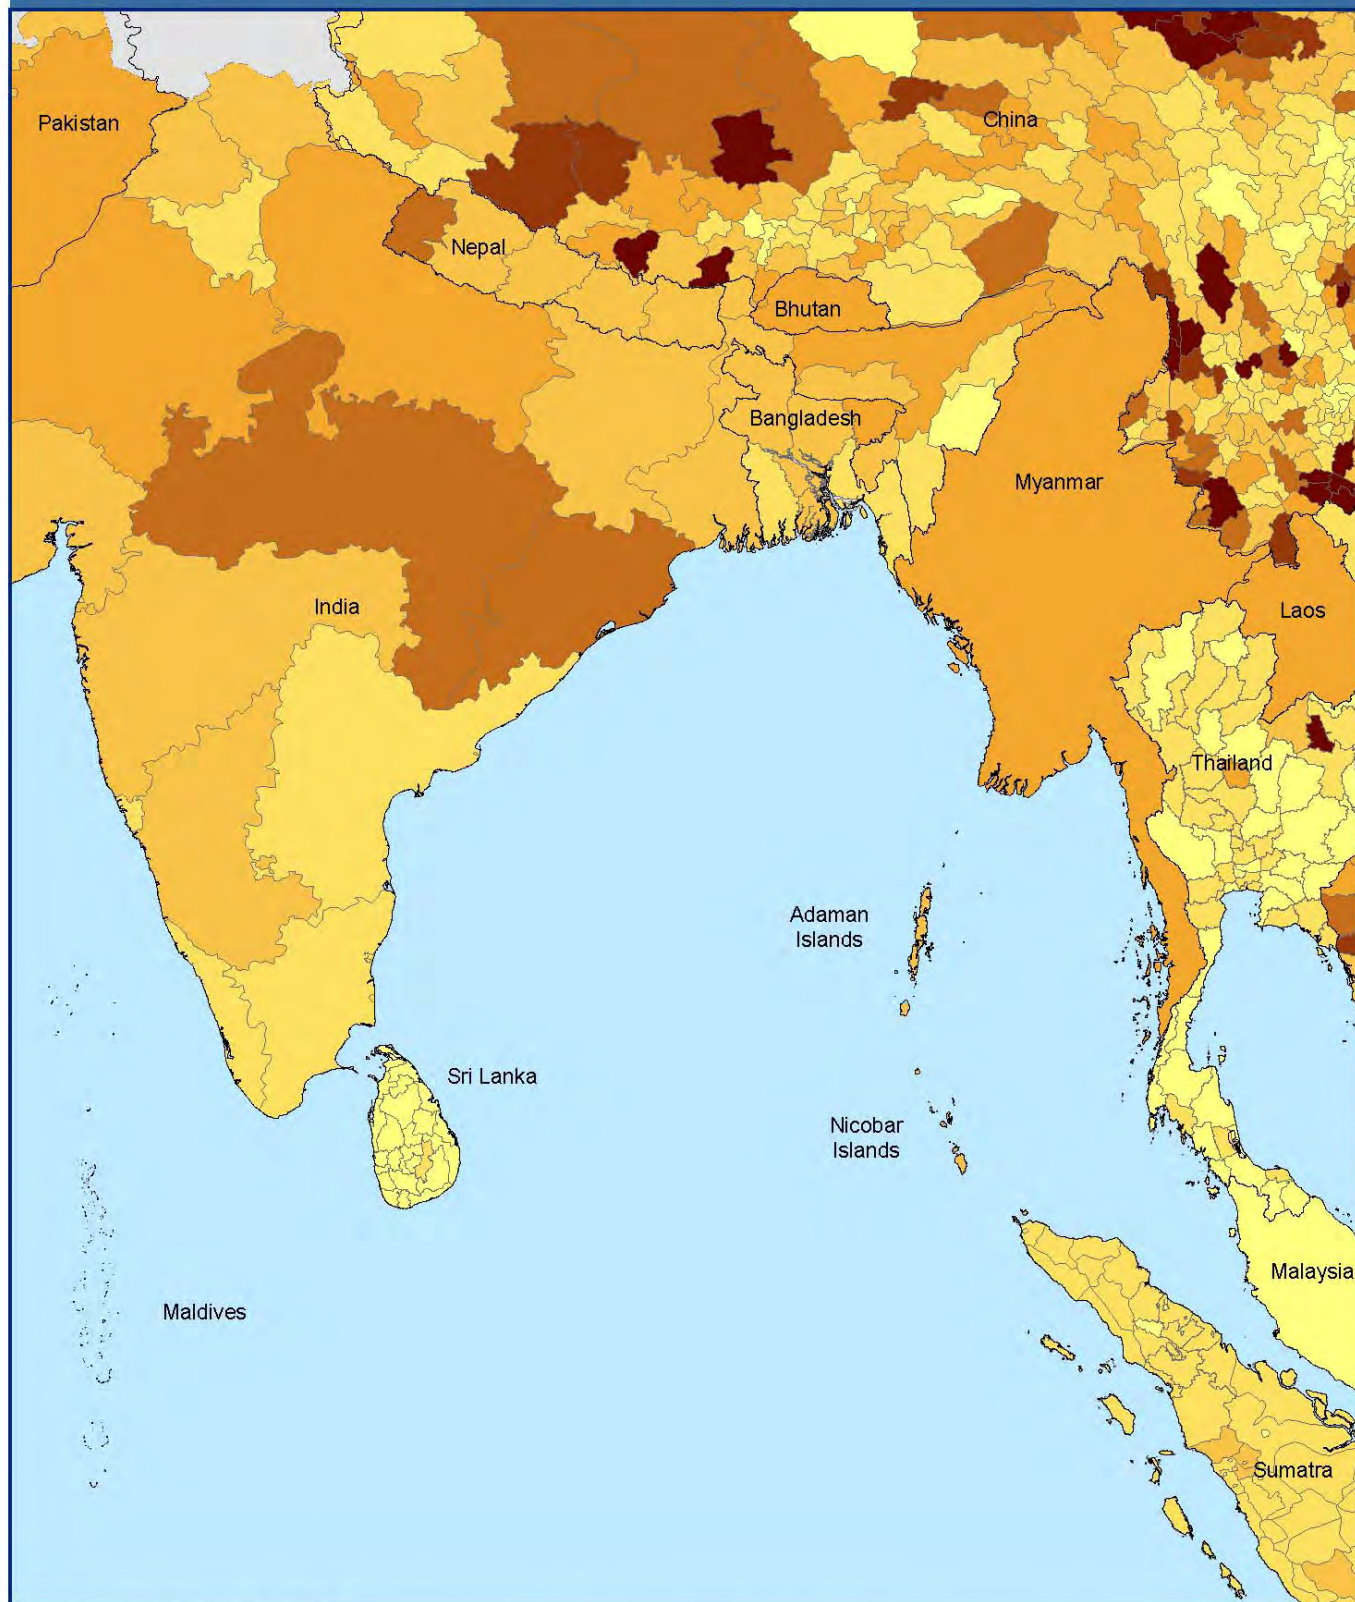 China
Pakistan
Nepal
Bhutan
Bangladesh
Myanmar
India
Laos
Thailand
Adaman
Islands
Sri Lanka
Nicobar
Islands
Malaysia
Maldives
Sumatra